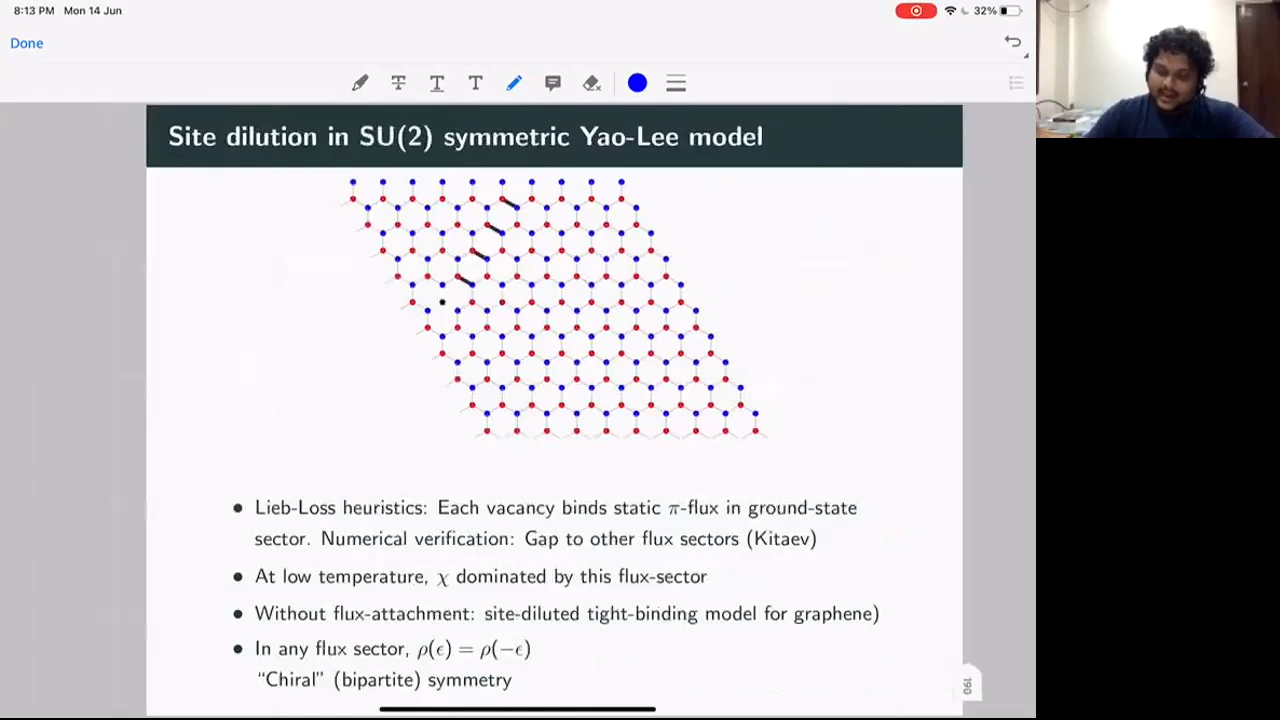 8:13 PM Mon 14 Jun
32%
Done
Site dilution in SU(2) symmetric Yao-Lee model
• Lieb-Loss heuristics: Each vacancy binds static π-flux in ground-state
sector. Numerical verification: Gap to other flux sectors (Kitaev)
• At low temperature, χ dominated by this flux-sector
• Without flux-attachment: site-diluted tight-binding model for graphene)
• In any flux sector, ρ(ϵ) = ρ(−ϵ)
“Chiral” (bipartite) symmetry
190